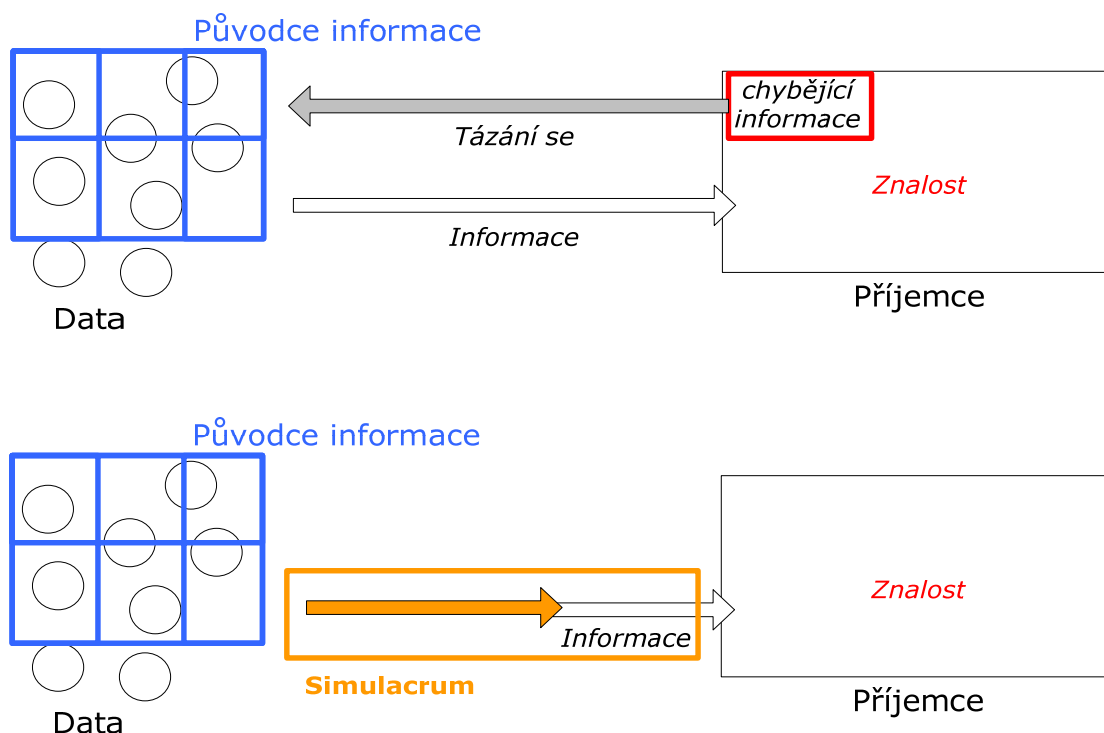 Původce informace
chybějící
informace
Tázání se
Znalost
Informace
Příjemce
Data
Původce informace
Znalost
Informace
Simulacrum
Příjemce
Data